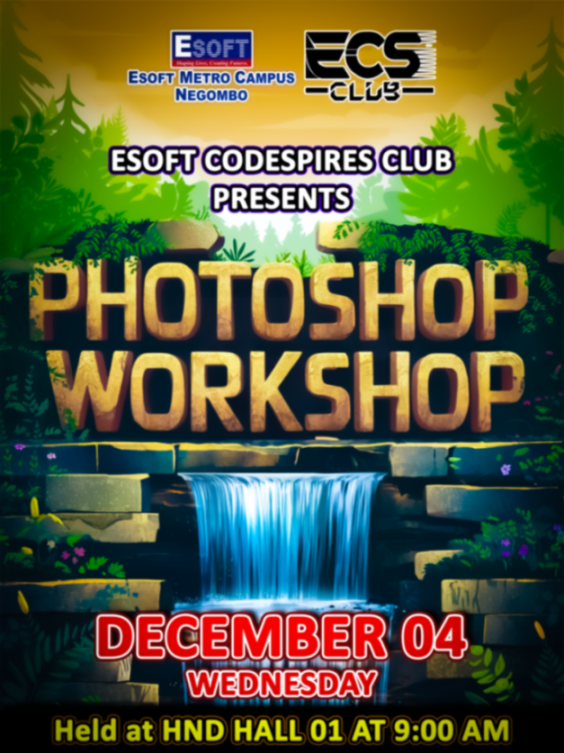 ESOFT
Shaping Lives, Creating Futures.
ESOFT METRO CAMPUS
NEGOMBO
ECS
CLUB
ESOFT CODESPIRES CLUB
PRESENTS
PHOTOSHOP
WORKSHOP
DECEMBER 04
WEDNESDAY
Held at HND HALL 01 AT 9:00 AM